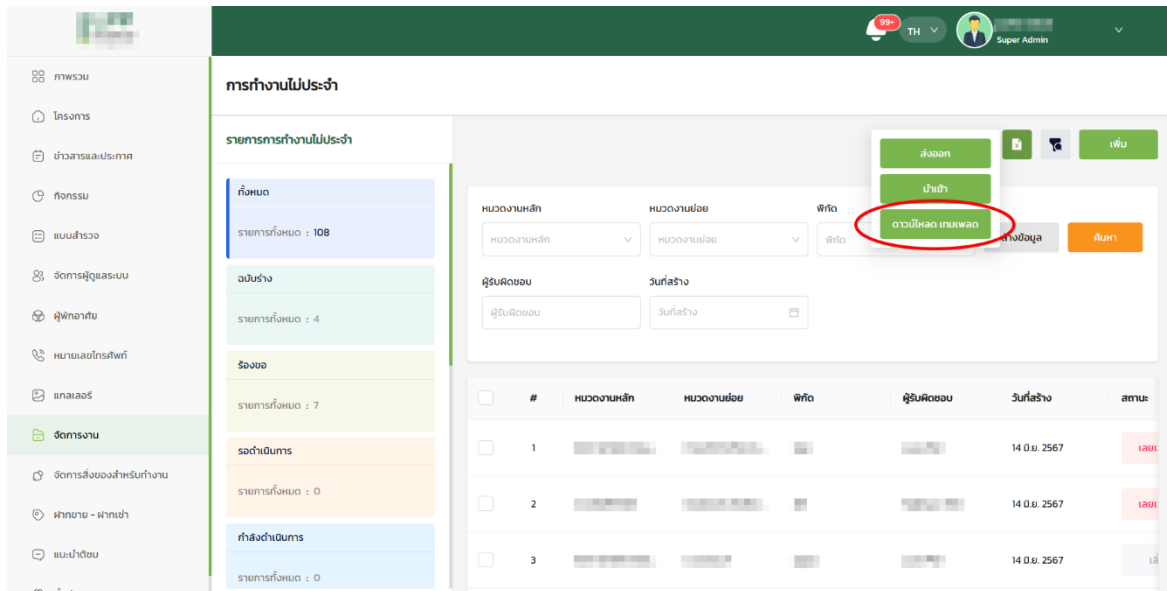 99+
TH
Super Admin
ภาพรวม
โครงการ
ข่าวสารและประกาศ
กิจกรรม
แบบสำรวจ
จัดการผู้ดูแลระบบ
ผู้พักอาศัย
หมายเลขโทรศัพท์
แกลเลอรี
จัดการงาน
จัดการสิ่งของสำหรับทำงาน
ฝากขาย - ฝากเช่า
แนะนำติชม
การทำงานไม่ประจำ
รายการการทำงานไม่ประจำ
ทั้งหมด
รายการทั้งหมด : 108
ฉบับร่าง
รายการทั้งหมด : 4
ร้องขอ
รายการทั้งหมด : 7
รอดำเนินการ
รายการทั้งหมด : 0
กำลังดำเนินการ
รายการทั้งหมด : 0
เพิ่ม
ส่งออก
นำเข้า
ดาวน์โหลด เทมเพลต
หมวดงานหลัก
หมวดงานย่อย
พิกัด
หมวดงานหลัก
หมวดงานย่อย
พิกัด
ล้างข้อมูล
ค้นหา
ผู้รับผิดชอบ
วันที่สร้าง
ผู้รับผิดชอบ
วันที่สร้าง
# หมวดงานหลัก หมวดงานย่อย พิกัด ผู้รับผิดชอบ วันที่สร้าง สถานะ
1 14 มิ.ย. 2567
2 14 มิ.ย. 2567
3 14 มิ.ย. 2567